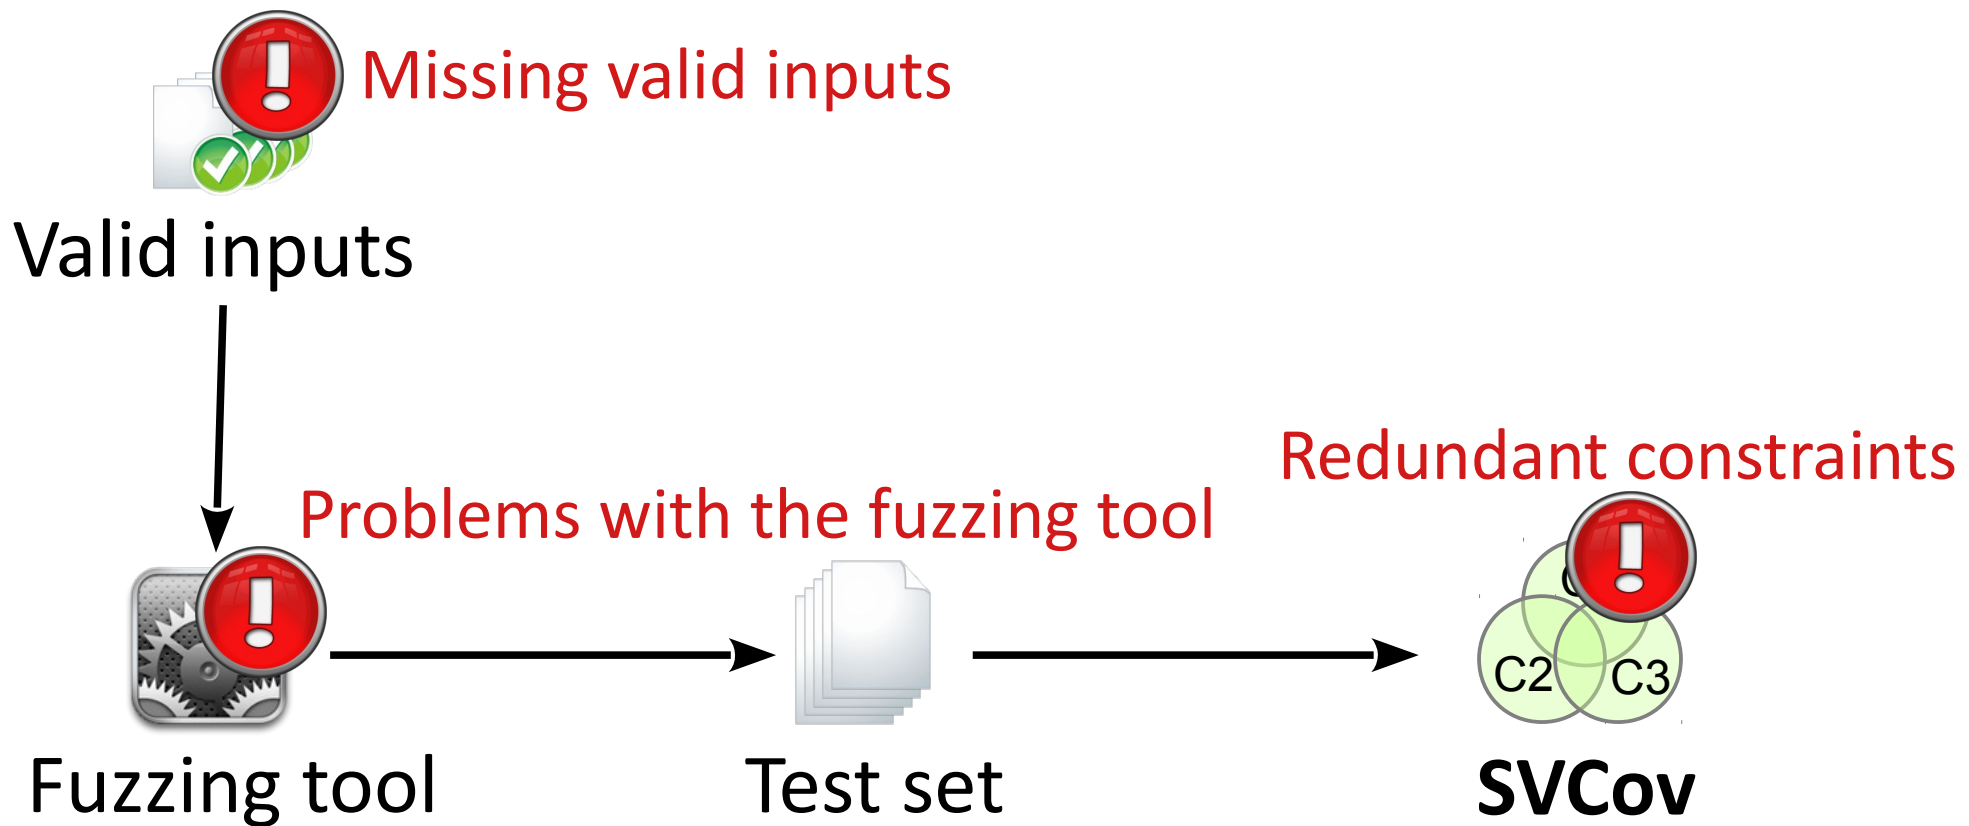 Missing valid inputs
Valid inputs
Redundant constraints
Problems with the fuzzing tool
C2
C3
Fuzzing tool
Test set
SVCov